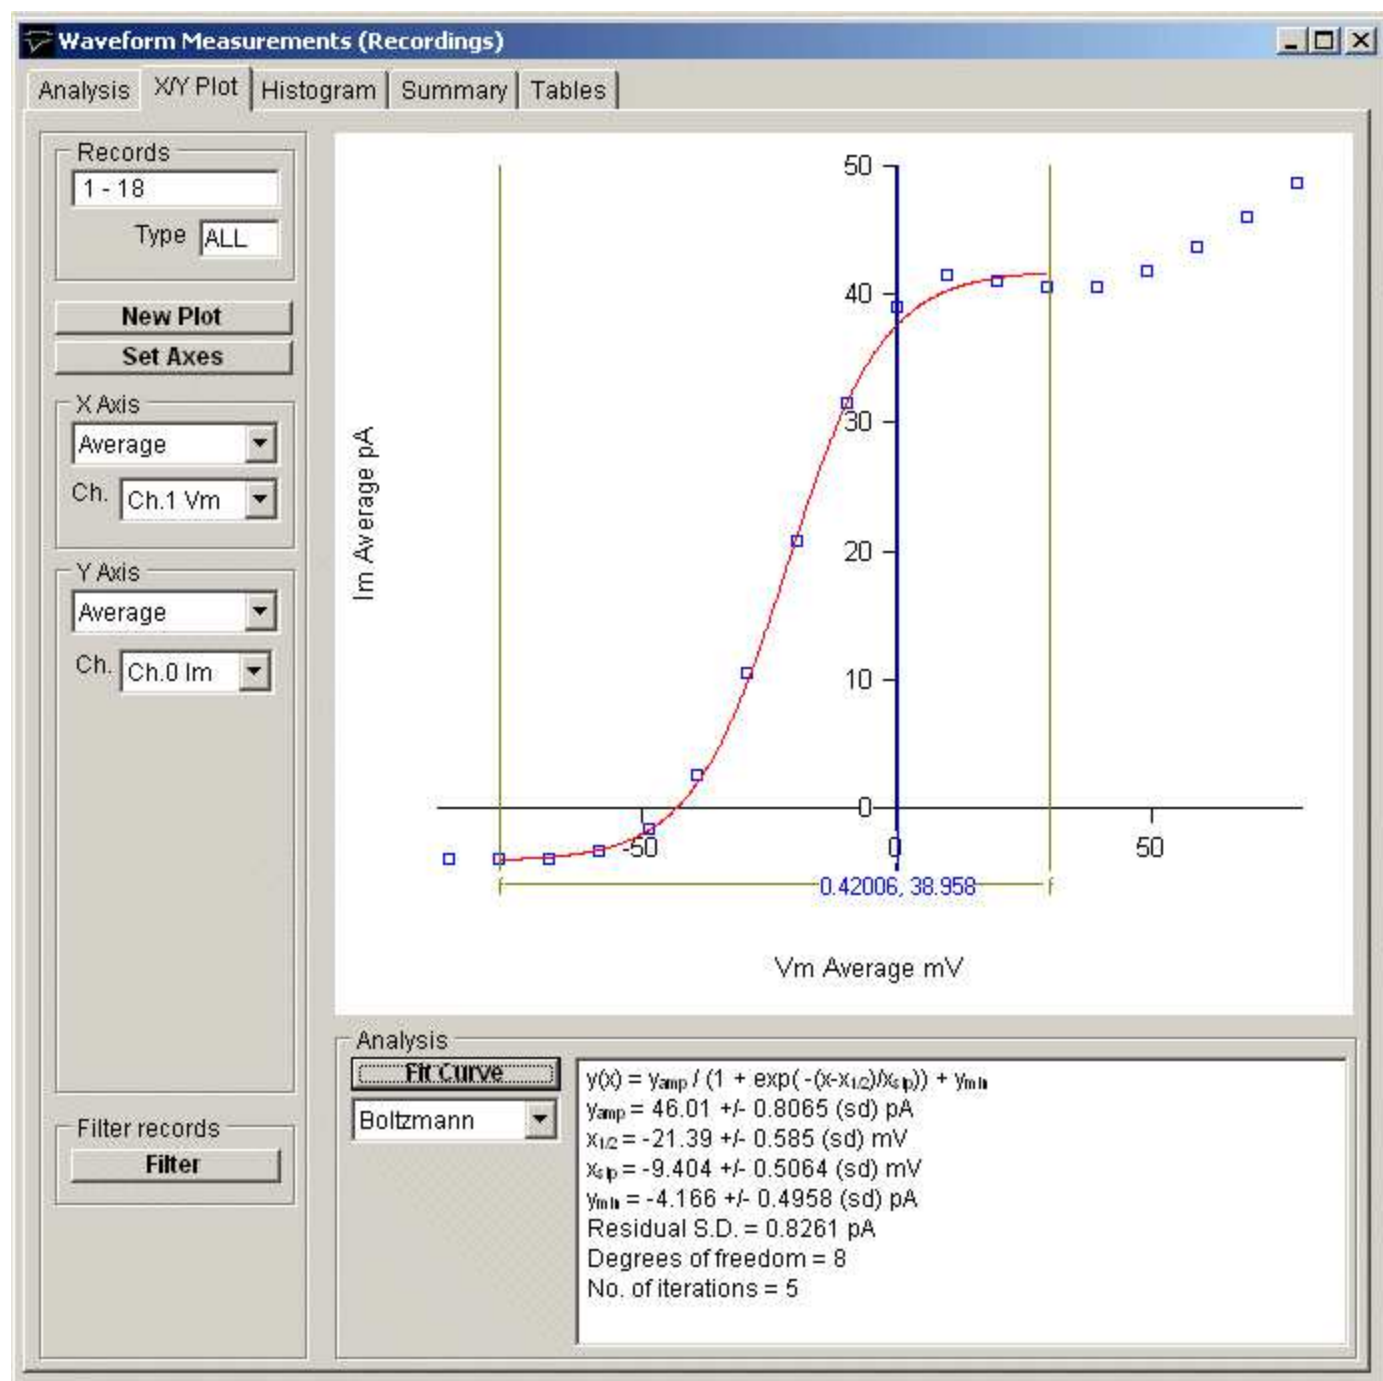 Waveform Measurements (Recordings)
Analysis X/Y Plot Histogram Summary Tables
Records
1 - 18
Type ALL
New Plot
Set Axes
X Axis
Average
Ch. Ch.1 Vm
Y Axis
Average
Ch. Ch.0 Im
Filter records
Filter
50
40
30
20
10
0
Im Average pA
-50 0 50
0.42006, 38.958
f f
Vm Average mV
Analysis
Fit Curve
Boltzmann
y(x) = yamp / (1 + exp( -(x-x1/2)/xslp)) + ymin
yamp = 46.01 +/- 0.8065 (sd) pA
x1/2 = -21.39 +/- 0.585 (sd) mV
xslp = -9.404 +/- 0.5064 (sd) mV
ymin = -4.166 +/- 0.4958 (sd) pA
Residual S.D. = 0.8261 pA
Degrees of freedom = 8
No. of iterations = 5